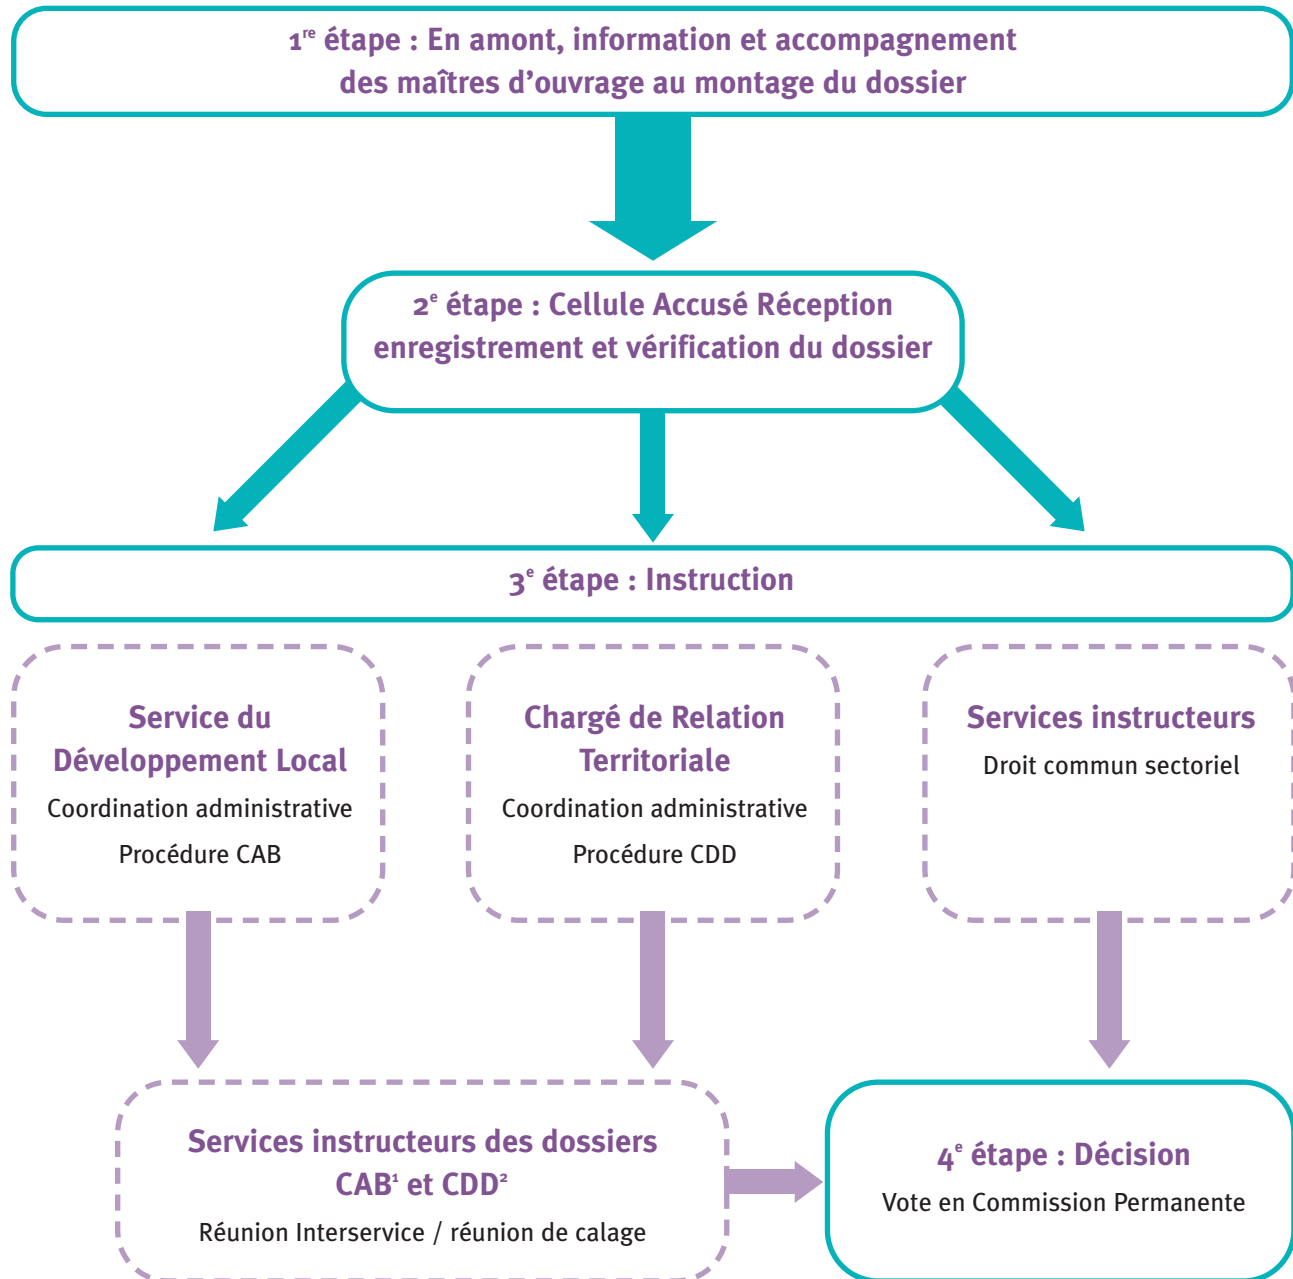 1re étape : En amont, information et accompagnement
des maîtres d’ouvrage au montage du dossier
2e étape : Cellule Accusé Réception
enregistrement et vérification du dossier
3e étape : Instruction
Service du
Développement Local
Coordination administrative
Procédure CAB
Chargé de Relation
Territoriale
Coordination administrative
Procédure CDD
Services instructeurs
Droit commun sectoriel
Services instructeurs des dossiers
CAB¹ et CDD²
Réunion Interservice / réunion de calage
4e étape : Décision
Vote en Commission Permanente